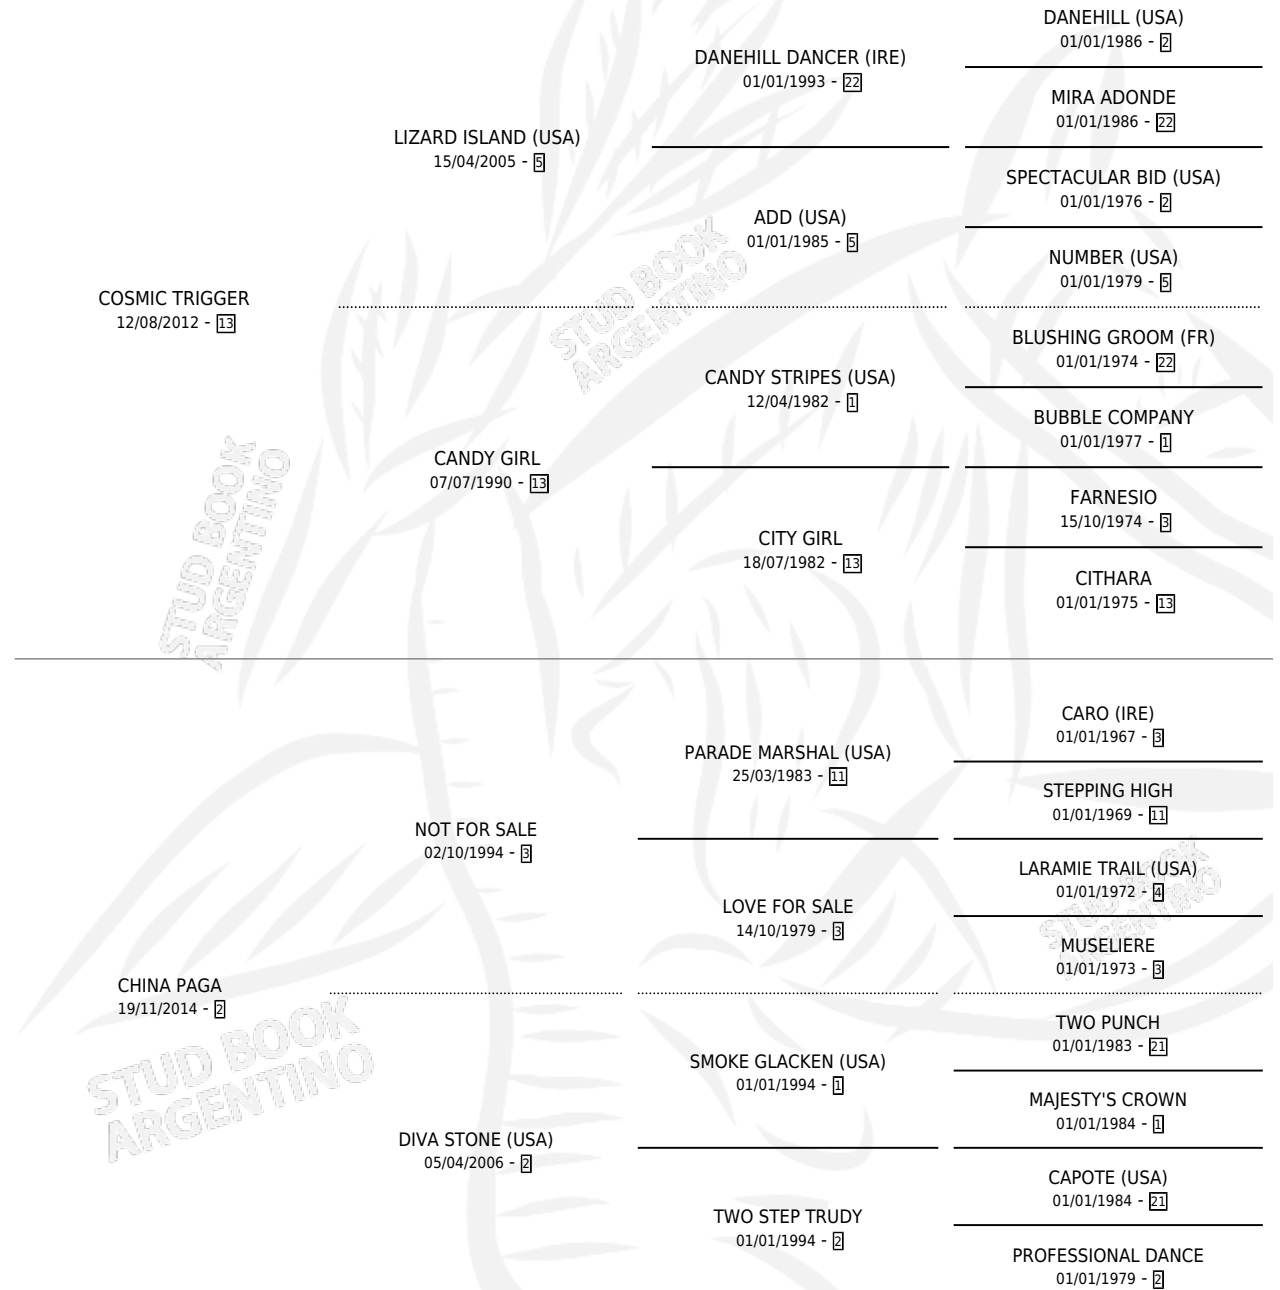 DANEHILL (USA)
01/01/1986 - 2
DANEHILL DANCER (IRE)
01/01/1993 - 22
MIRA ADONDE
01/01/1986 - 22
LIZARD ISLAND (USA)
15/04/2005 - 5
SPECTACULAR BID (USA)
01/01/1976 - 2
ADD (USA)
01/01/1985 - 5
NUMBER (USA)
01/01/1979 - 5
COSMIC TRIGGER
12/08/2012 - 13
STUD BOOK
ARGENTINO
BLUSHING GROOM (FR)
01/01/1974 - 22
CANDY STRIPES (USA)
12/04/1982 - 1
BUBBLE COMPANY
01/01/1977 - 1
CANDY GIRL
07/07/1990 - 13
FARNESIO
15/10/1974 - 3
CITY GIRL
18/07/1982 - 13
CITHARA
01/01/1975 - 13
STUD BOOK
ARGENTINO
CARO (IRE)
01/01/1967 - 3
PARADE MARSHAL (USA)
25/03/1983 - 11
STEPPING HIGH
01/01/1969 - 11
NOT FOR SALE
02/10/1994 - 3
LARAMIE TRAIL (USA)
01/01/1972 - 4
LOVE FOR SALE
14/10/1979 - 3
MUSELIERE
01/01/1973 - 3
STUD BOOK
ARGENTINO
CHINA PAGA
19/11/2014 - 2
TWO PUNCH
01/01/1983 - 21
SMOKE GLACKEN (USA)
01/01/1994 - 1
MAJESTY'S CROWN
01/01/1984 - 1
STUD BOOK
ARGENTINO
DIVA STONE (USA)
05/04/2006 - 2
CAPOTE (USA)
01/01/1984 - 21
TWO STEP TRUDY
01/01/1994 - 2
PROFESSIONAL DANCE
01/01/1979 - 2